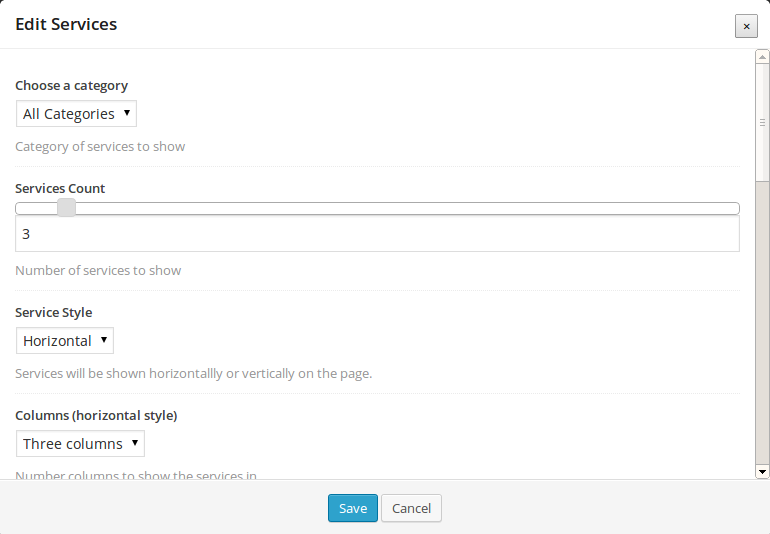 Edit Services
×
Choose a category
All Categories
Category of services to show
Services Count
3
Number of services to show
Service Style
Horizontal
Services will be shown horizontallly or vertically on the page.
Columns (horizontal style)
Three columns
Number columns to show the services in
Save Cancel